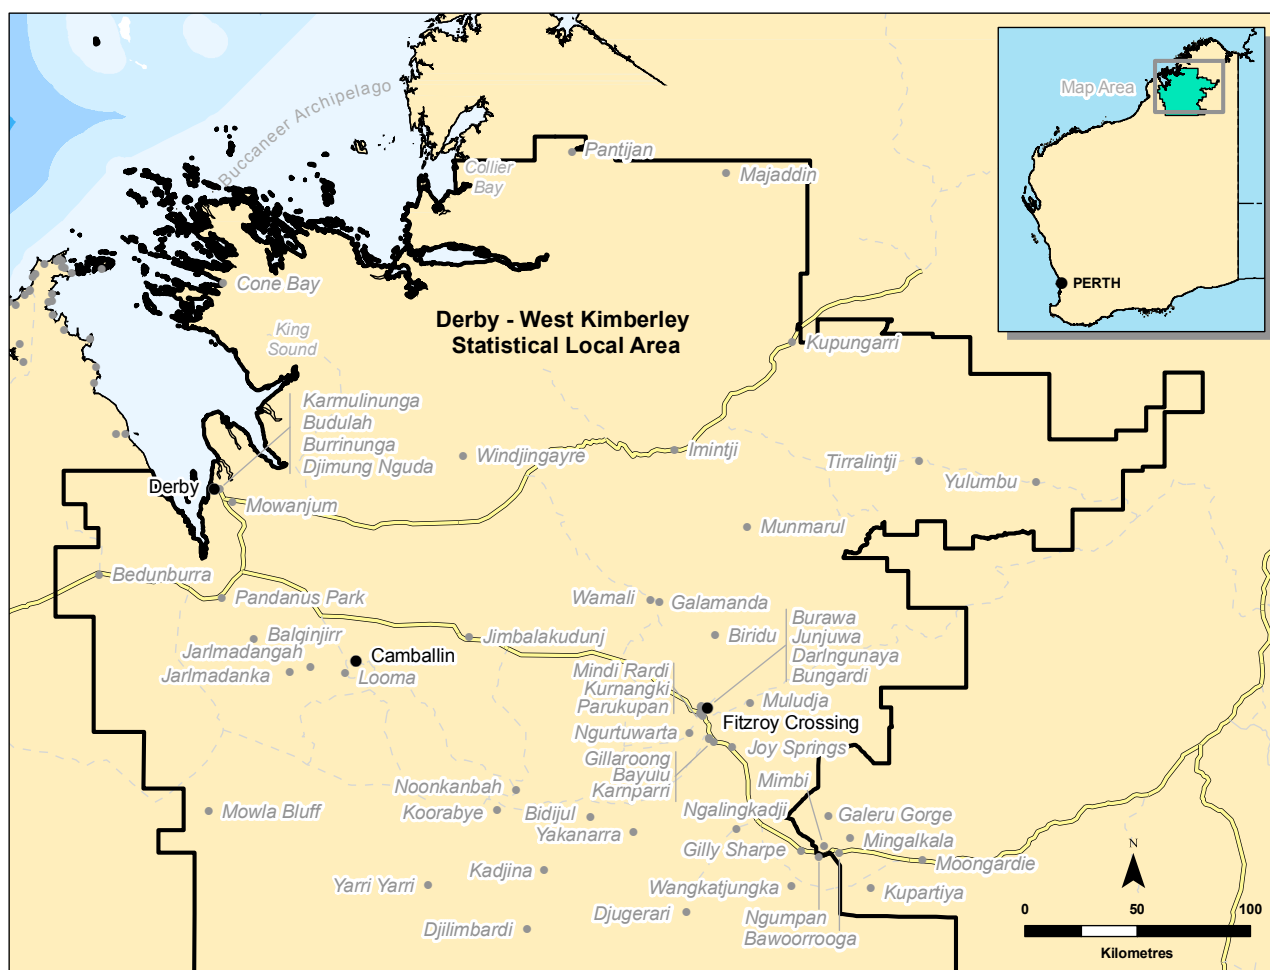 Buccaneer Archipelago
Map Area
PERTH
Pantijan
Collier
Bay
Majaddin
Cone Bay
Derby - West Kimberley
Statistical Local Area
King
Sound
Kupungarri
Karmulinunga
Budulah
Burrinunga
Djimung Nguda
Windjingayre
Imintji
Tirralintji
Yulumbu
Derby
Mowanjum
Munmarul
Bedunburra
Pandanus Park
Wamali
Galamanda
Burawa
Junjuwa
Darlngunaya
Bungardi
Biridu
Jimbalakudunj
Balginjirr
Jarlmadangah
Jarlmadanka
Camballin
Looma
Mindi Rardi
Kurnangki
Parukupan
Muludja
Fitzroy Crossing
Ngurtuwarta
Joy Springs
Gillaroong
Bayulu
Karnparri
Mimbi
Noonkanbah
Koorabye
Mowla Bluff
Bidijul
Yakanarra
Ngalingkadji
Galeru Gorge
Mingalkala
Gilly Sharpe
Moongardie
Kadjina
Yarri Yarri
Wangkatjungka
Kupartiya
Djugerari
Djilimbardi
Ngumpan
Bawoorrooga
N
0 50 100
Kilometres